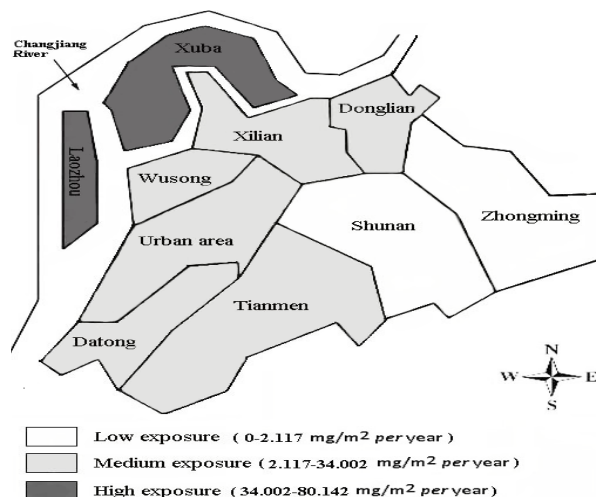 Changjiang
River
Xuba
Donglian
Xilian
Laozhou
Wusong
Zhongming
Shunan
Urban area
Tianmen
Datong
N
W E
S
Low exposure ( 0-2.117 mg/m2 per year )
Medium exposure ( 2.117-34.002 mg/m2 per year )
High exposure ( 34.002-80.142 mg/m2 per year )